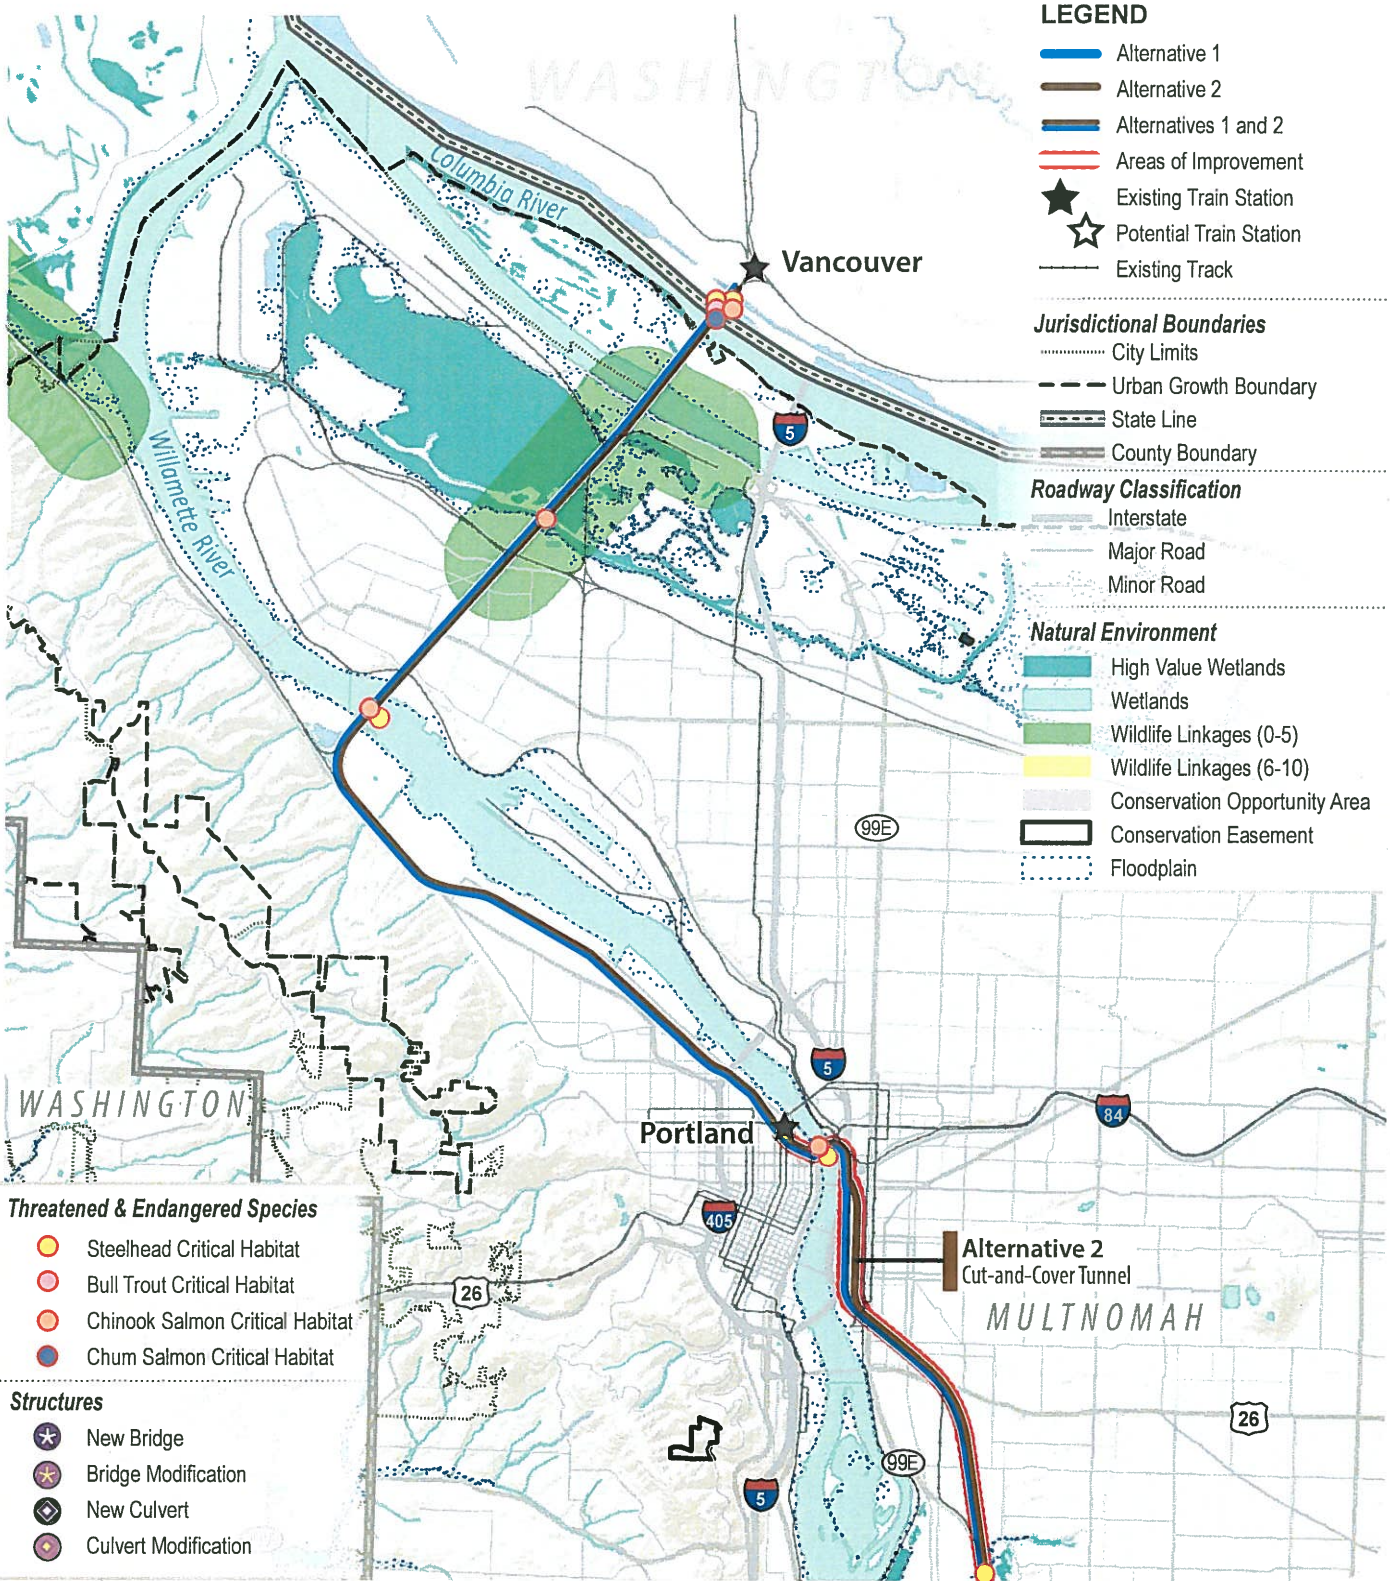 LEGEND
Alternative 1
Alternative 2
Alternatives 1 and 2
Areas of Improvement
Existing Train Station
Potential Train Station
Existing Track
Jurisdictional Boundaries
City Limits
Urban Growth Boundary
State Line
County Boundary
Roadway Classification
Interstate
Major Road
Minor Road
Natural Environment
High Value Wetlands
Wetlands
Wildlife Linkages (0-5)
Wildlife Linkages (6-10)
Conservation Opportunity Area
Conservation Easement
Floodplain
WASHINGTON
Columbia River
Vancouver
5
Willamette River
99E
5
84
WASHINGTON
Portland
405
26
Alternative 2
Cut-and-Cover Tunnel
MULTNOMAH
26
99E
5
Threatened & Endangered Species
Steelhead Critical Habitat
Bull Trout Critical Habitat
Chinook Salmon Critical Habitat
Chum Salmon Critical Habitat
Structures
New Bridge
Bridge Modification
New Culvert
Culvert Modification